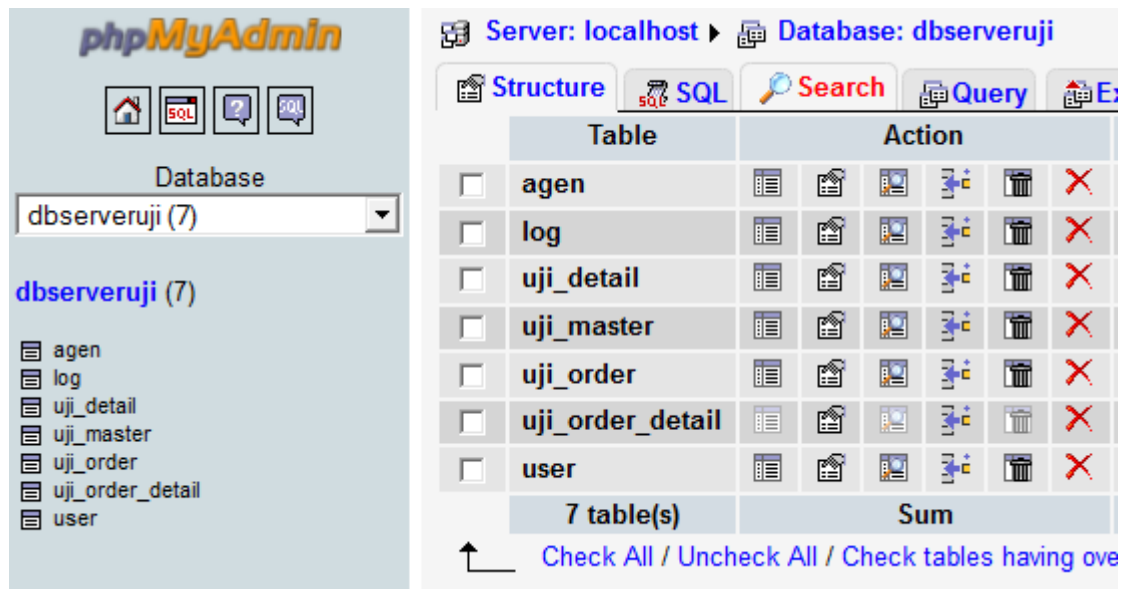 phpMyAdmin
SQL
?
SQL
Database
dbserveruji (7)
dbserveruji (7)
agen
log
uji_detail
uji_master
uji_order
uji_order_detail
user
Server: localhost Database: dbserveruji
Structure SQL Search Query
Table Action
agen
log
uji_detail
uji_master
uji_order
uji_order_detail
user
7 table(s) Sum
Check All / Uncheck All / Check tables having